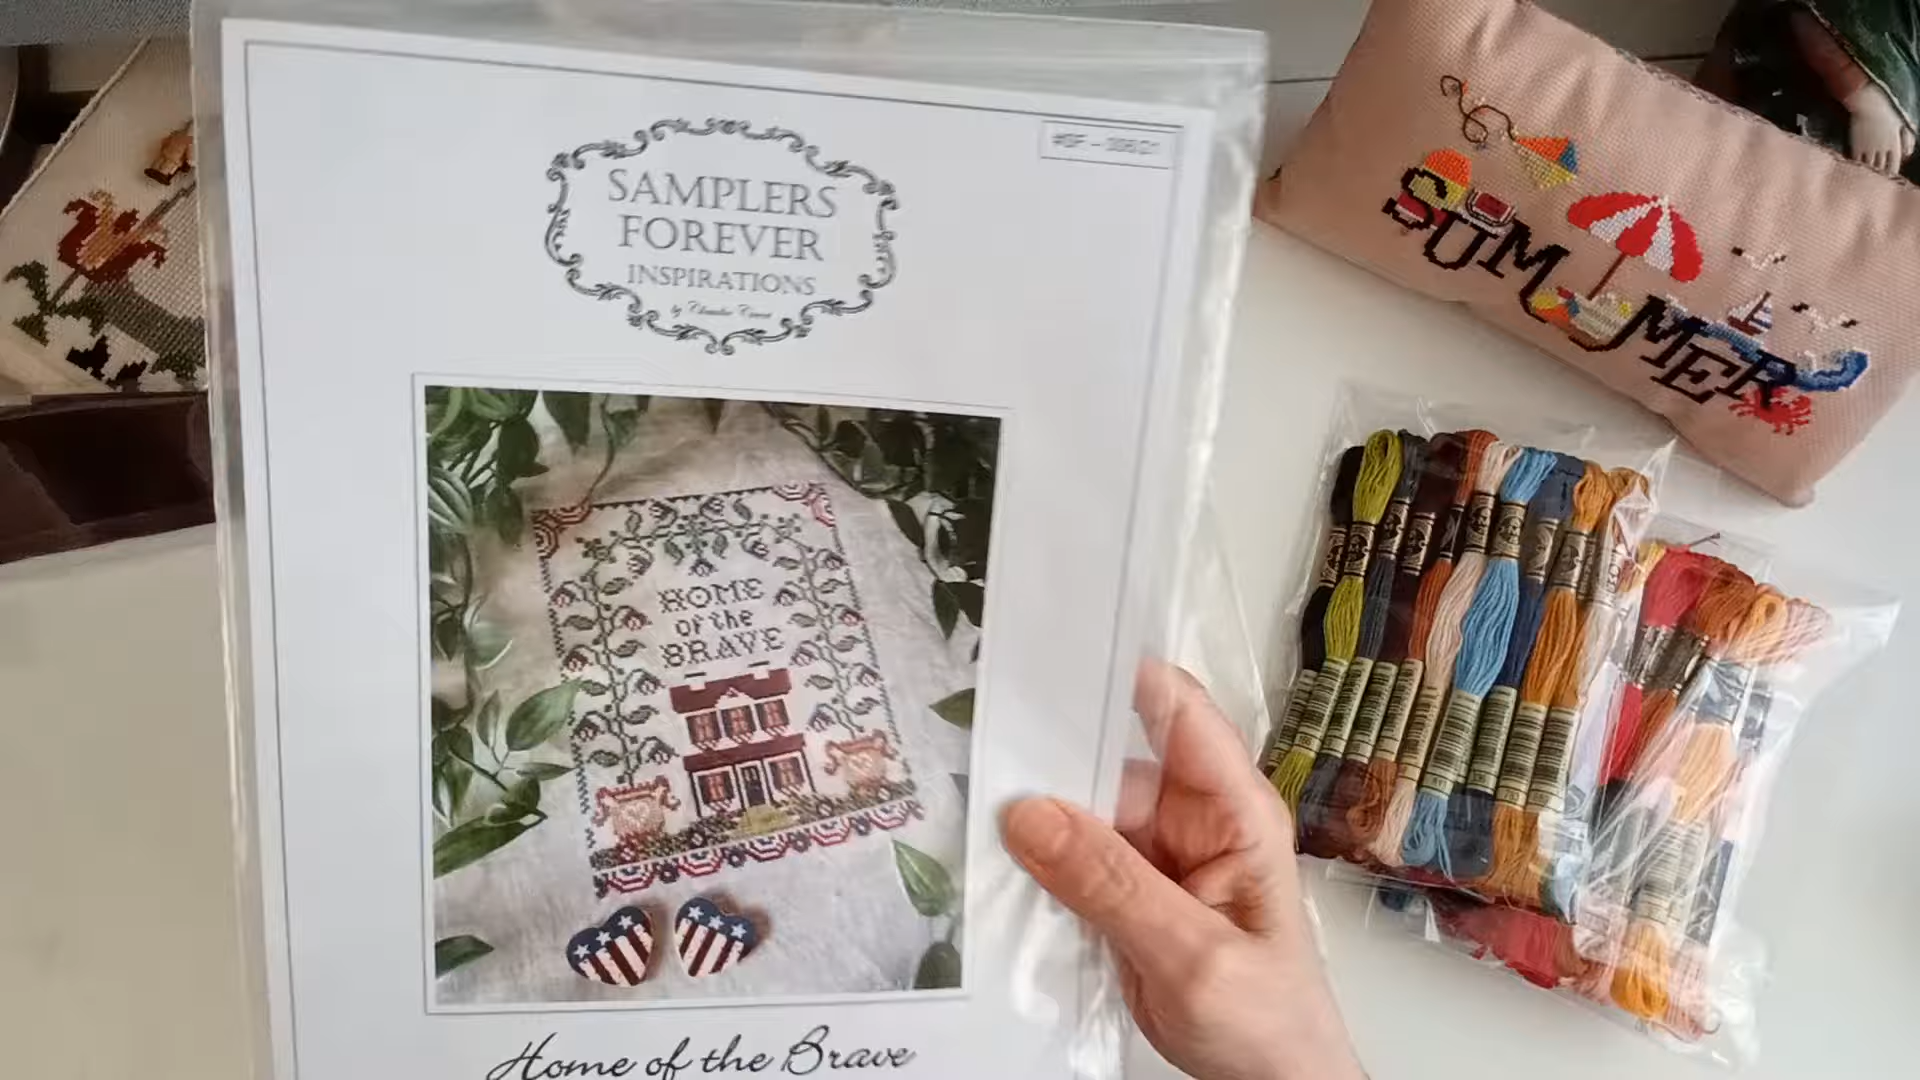 SAMPLERS
FOREVER
INSPIRATIONS
HOME
of the
BRAVE
Home of the Brave
SUMMER